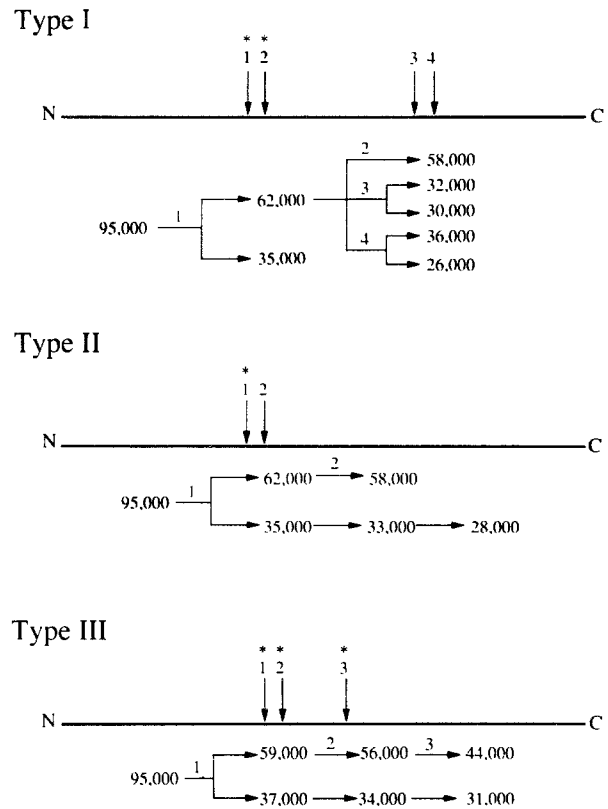 Type I
* *
1 2 3 4
N C
2 58,000
3 32,000
1 62,000
30,000
95,000
4 36,000
35,000 26,000
Type II
*
1 2
N C
1 62,000 2 58,000
95,000
35,000 33,000 28,000
Type III
* * *
1 2 3
N C
1 59,000 2 56,000 3 44,000
95,000
37,000 34,000 31,000